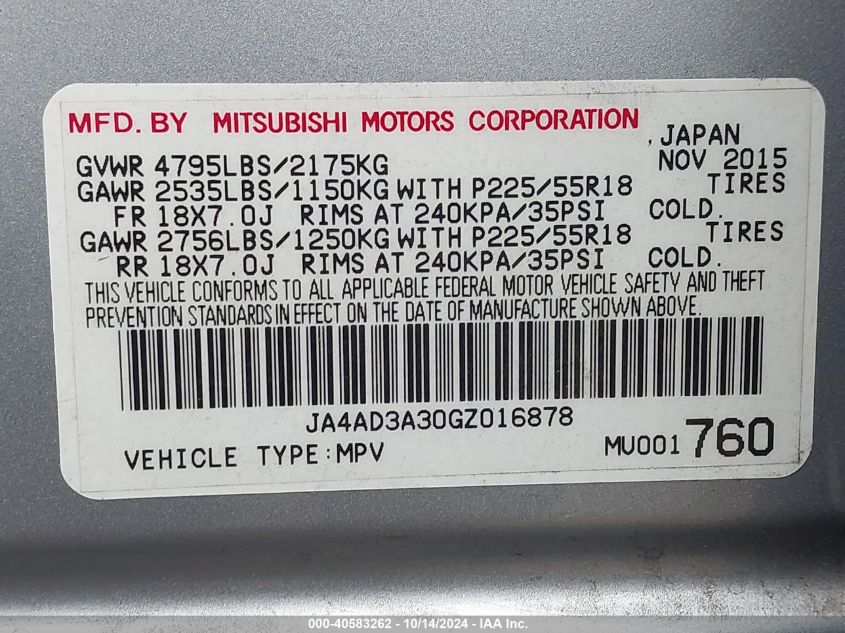 MFD. BY MITSUBISHI MOTORS CORPORATION , JAPAN
GVWR 4795LBS/2175KG NOV 2015
GAWR 2535LBS/1150KG WITH P225/55R18 TIRES
FR 18X7.0J RIMS AT 240KPA/35PSI COLD.
GAWR 2756LBS/1250KG WITH P225/55R18 TIRES
RR 18X7.0J RIMS AT 240KPA/35PSI COLD.
THIS VEHICLE CONFORMS TO ALL APPLICABLE FEDERAL MOTOR VEHICLE SAFETY AND THEFT
PREVENTION STANDARDS IN EFFECT ON THE DATE OF MANUFACTURE SHOWN ABOVE.
JA4AD3A30GZ016878
VEHICLE TYPE:MPV MU001 760
000-40583262 - 10/14/2024 - IAA Inc.